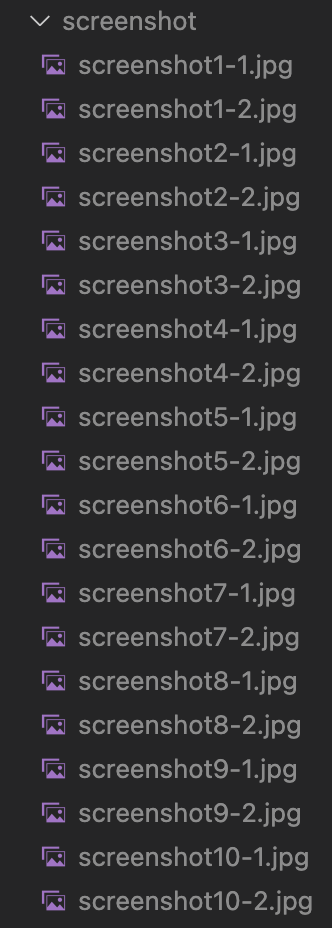 screenshot
screenshot1-1.jpg
screenshot1-2.jpg
screenshot2-1.jpg
screenshot2-2.jpg
screenshot3-1.jpg
screenshot3-2.jpg
screenshot4-1.jpg
screenshot4-2.jpg
screenshot5-1.jpg
screenshot5-2.jpg
screenshot6-1.jpg
screenshot6-2.jpg
screenshot7-1.jpg
screenshot7-2.jpg
screenshot8-1.jpg
screenshot8-2.jpg
screenshot9-1.jpg
screenshot9-2.jpg
screenshot10-1.jpg
screenshot10-2.jpg